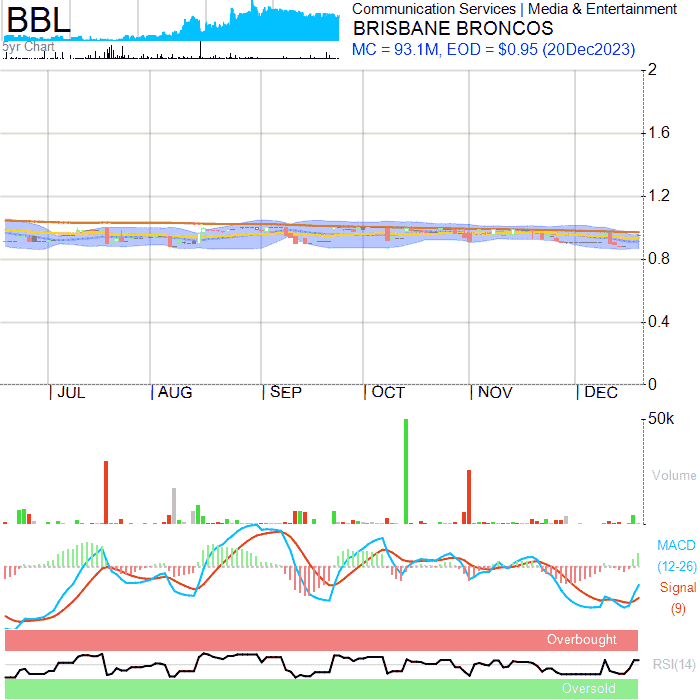 BBL
5yr Chart
Communication Services | Media & Entertainment
BRISBANE BRONCOS
MC = 93.1M, EOD = $0.95 (20Dec2023)
2
1.6
1.2
0.8
0.4
0
JUL
AUG
SEP
OCT
NOV
DEC
50k
Volume
MACD
(12-26)
Signal
(9)
Overbought
RSI(14)
Oversold